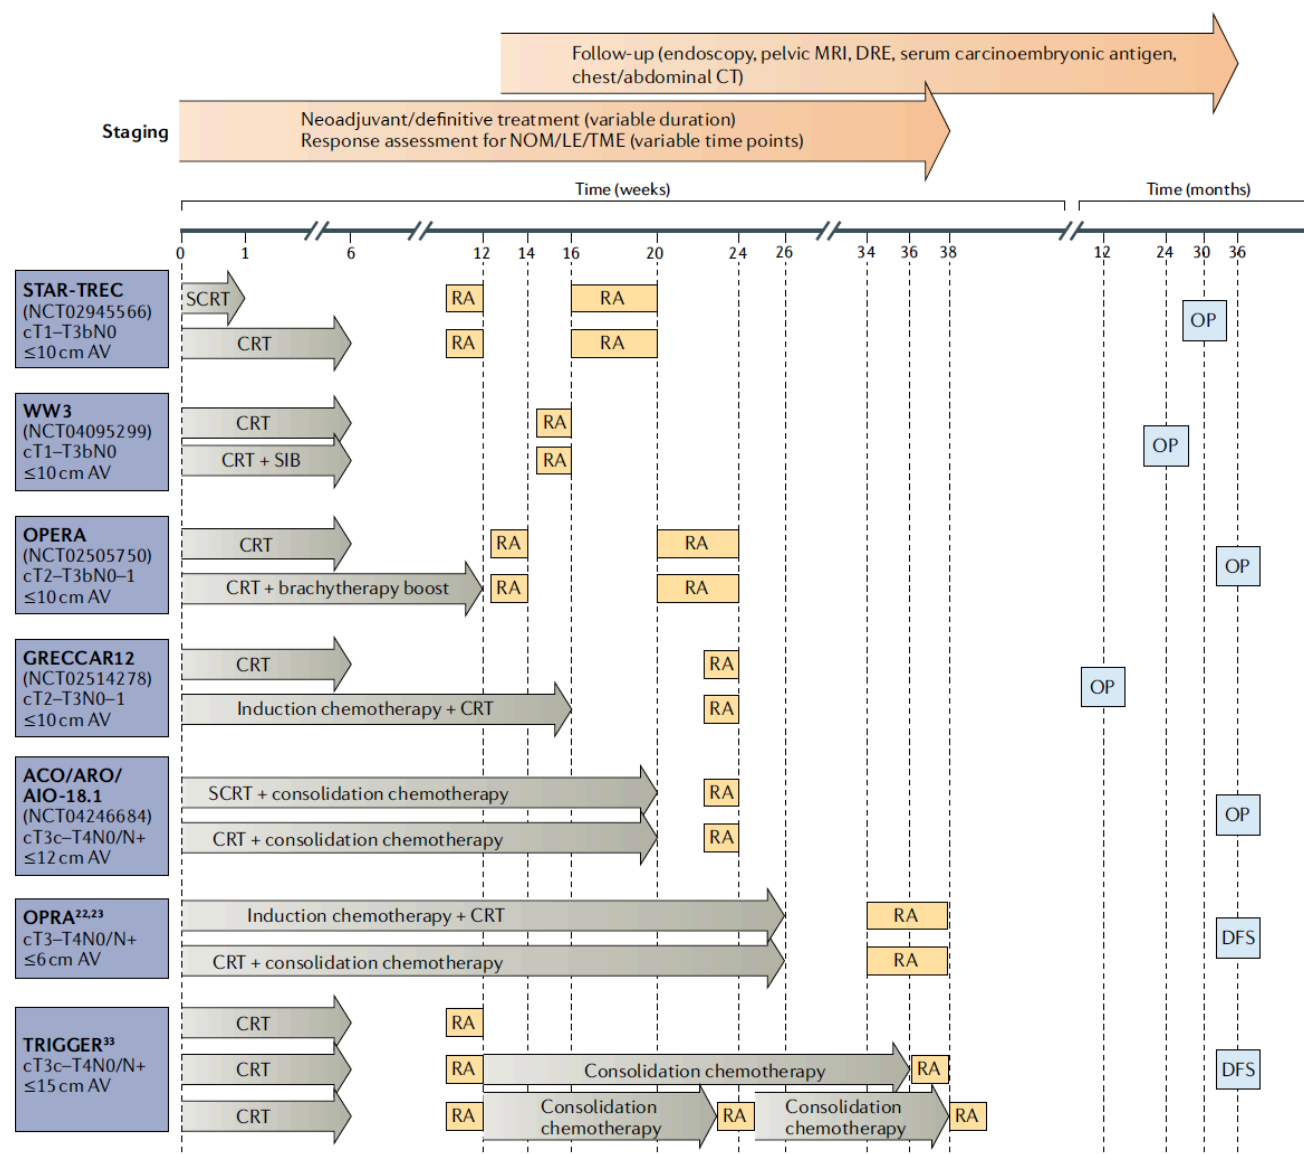 Follow-up (endoscopy, pelvic MRI, DRE, serum carcinoembryonic antigen,
chest/abdominal CT)
Staging
Neoadjuvant/definitive treatment (variable duration)
Response assessment for NOM/LE/TME (variable time points)
Time (weeks)
Time (months)
0 1 6 12 14 16 20 24 26 34 36 38 12 24 30 36
STAR-TREC
(NCT02945566)
cT1–T3bN0
≤10 cm AV
SCRT RA RA
CRT RA RA
OP
WW3
(NCT04095299)
cT1–T3bN0
≤10 cm AV
CRT RA
CRT + SIB RA
OP
OPERA
(NCT02505750)
cT2–T3bN0–1
≤10 cm AV
CRT RA RA
CRT + brachytherapy boost RA RA
OP
GRECCAR12
(NCT02514278)
cT2–T3N0–1
≤10 cm AV
CRT RA
Induction chemotherapy + CRT RA
OP
ACO/ARO/
AIO-18.1
(NCT04246684)
cT3c–T4N0/N+
≤12 cm AV
SCRT + consolidation chemotherapy RA
CRT + consolidation chemotherapy RA
OP
OPRA22,23
cT3–T4N0/N+
≤6 cm AV
Induction chemotherapy + CRT RA
CRT + consolidation chemotherapy RA
DFS
TRIGGER33
cT3c–T4N0/N+
≤15 cm AV
CRT RA
CRT RA Consolidation chemotherapy RA
CRT RA Consolidation
chemotherapy RA Consolidation
chemotherapy RA
DFS